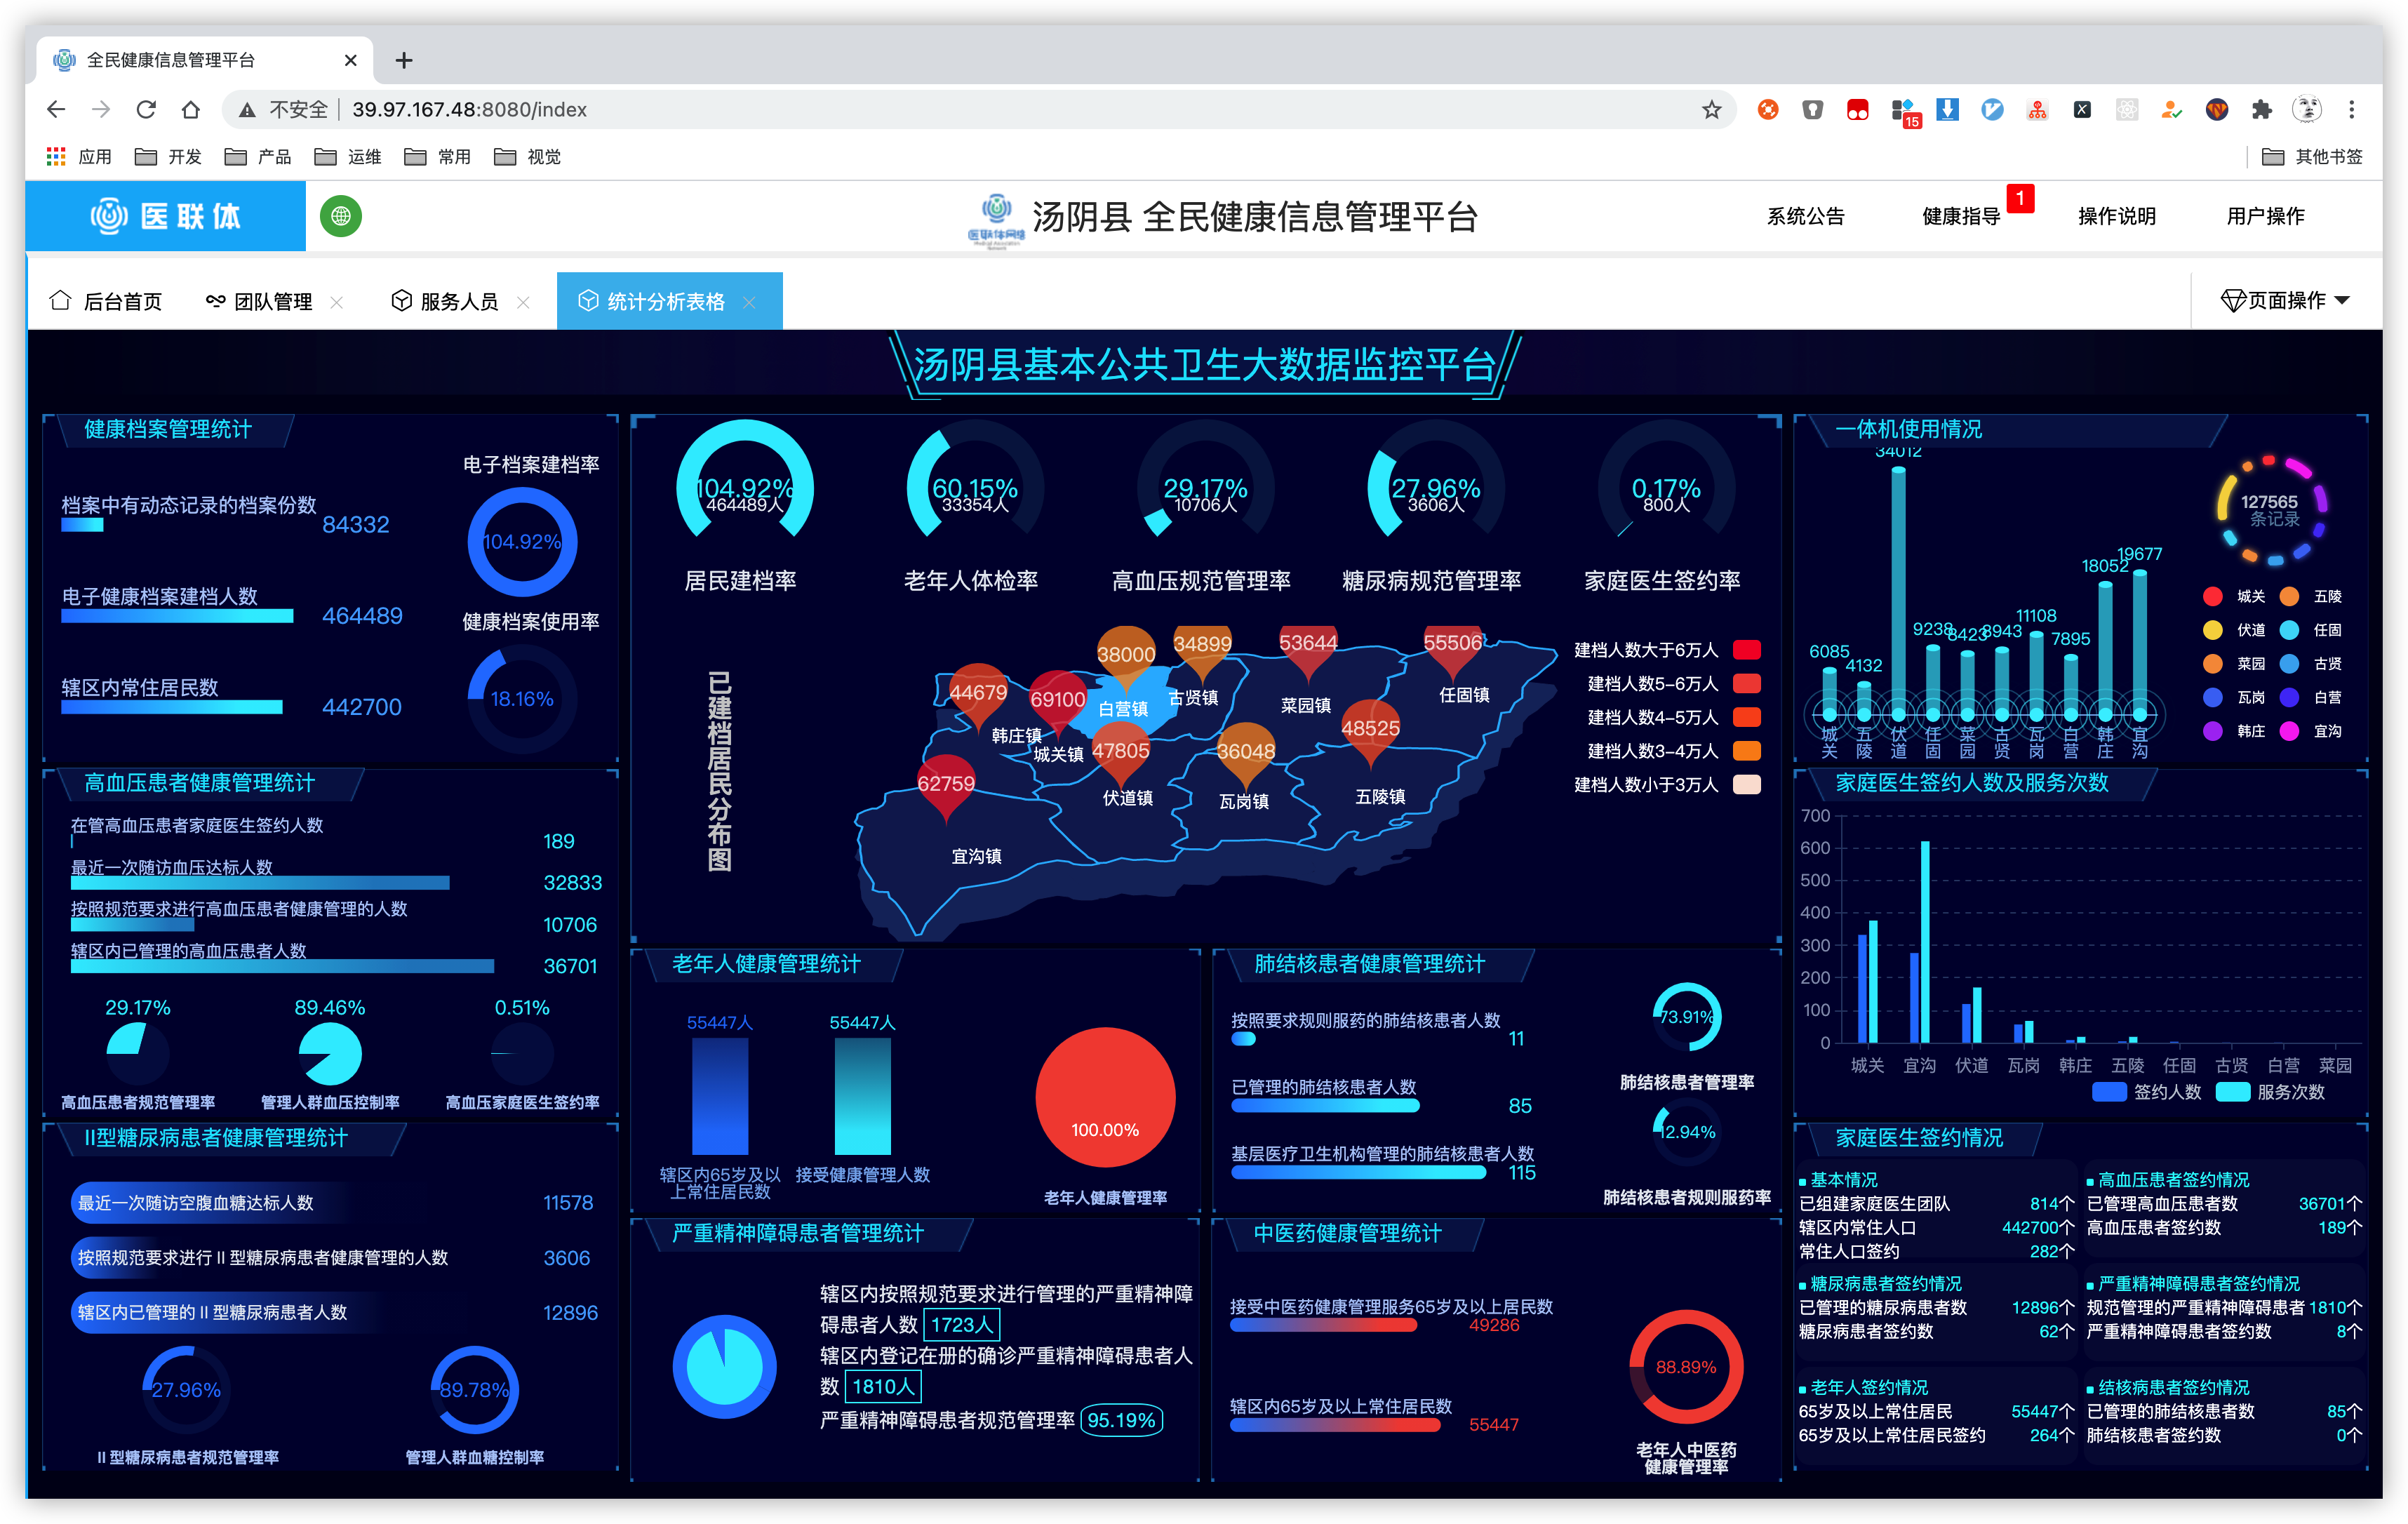 全民健康信息管理平台
不安全 39.97.167.48:8080/index
15
应用 开发 产品 运维 常用 视觉 其他书签
医联体
医联体网络
汤阴县 全民健康信息管理平台
系统公告 健康指导 1 操作说明 用户操作
后台首页 团队管理 服务人员 统计分析表格 页面操作
汤阴县基本公共卫生大数据监控平台
健康档案管理统计
档案中有动态记录的档案份数
84332
电子健康档案建档人数
464489
辖区内常住居民数
442700
电子档案建档率
104.92%
健康档案使用率
18.16%
高血压患者健康管理统计
在管高血压患者家庭医生签约人数
189
最近一次随访血压达标人数
32833
按照规范要求进行高血压患者健康管理的人数
10706
辖区内已管理的高血压患者人数
36701
29.17% 89.46% 0.51%
高血压患者规范管理率 管理人群血压控制率 高血压家庭医生签约率
II型糖尿病患者健康管理统计
最近一次随访空腹血糖达标人数 11578
按照规范要求进行 II 型糖尿病患者健康管理的人数 3606
辖区内已管理的 II 型糖尿病患者人数 12896
27.96% 89.78%
II 型糖尿病患者规范管理率 管理人群血糖控制率
104.92% 60.15% 29.17% 27.96% 0.17%
464489人 33354人 10706人 3606人 800人
居民建档率 老年人体检率 高血压规范管理率 糖尿病规范管理率 家庭医生签约率
已建档居民分布图
44679
韩庄镇
69100
城关镇
38000
白营镇
34899
古贤镇
53644
菜园镇
55506
任固镇
62759
宜沟镇
47805
伏道镇
36048
瓦岗镇
48525
五陵镇
建档人数大于6万人
建档人数5-6万人
建档人数4-5万人
建档人数3-4万人
建档人数小于3万人
老年人健康管理统计
55447人 55447人
辖区内65岁及以
上常住居民数
接受健康管理人数
100.00%
老年人健康管理率
肺结核患者健康管理统计
按照要求规则服药的肺结核患者人数
11
已管理的肺结核患者人数
85
基层医疗卫生机构管理的肺结核患者人数
115
73.91%
肺结核患者管理率
12.94%
肺结核患者规则服药率
严重精神障碍患者管理统计
辖区内按照规范要求进行管理的严重精神障
碍患者人数 1723人
辖区内登记在册的确诊严重精神障碍患者人
数 1810人
严重精神障碍患者规范管理率 95.19%
中医药健康管理统计
接受中医药健康管理服务65岁及以上居民数
49286
辖区内65岁及以上常住居民数
55447
88.89%
老年人中医药
健康管理率
一体机使用情况
6085 4132 34012 9238 8423 8943 11108 7895 18052 19677
城关 五陵 伏道 任固 菜园 古贤 瓦岗 白营 韩庄 宜沟
127565
条记录
城关 五陵
伏道 任固
菜园 古贤
瓦岗 白营
韩庄 宜沟
家庭医生签约人数及服务次数
700
600
500
400
300
200
100
0
城关 宜沟 伏道 瓦岗 韩庄 五陵 任固 古贤 白营 菜园
签约人数 服务次数
家庭医生签约情况
基本情况
已组建家庭医生团队 814个
辖区内常住人口 442700个
常住人口签约 282个
高血压患者签约情况
已管理高血压患者数 36701个
高血压患者签约数 189个
糖尿病患者签约情况
已管理的糖尿病患者数 12896个
糖尿病患者签约数 62个
严重精神障碍患者签约情况
规范管理的严重精神障碍患者 1810个
严重精神障碍患者签约数 8个
老年人签约情况
65岁及以上常住居民 55447个
65岁及以上常住居民签约 264个
结核病患者签约情况
已管理的肺结核患者数 85个
肺结核患者签约数 0个